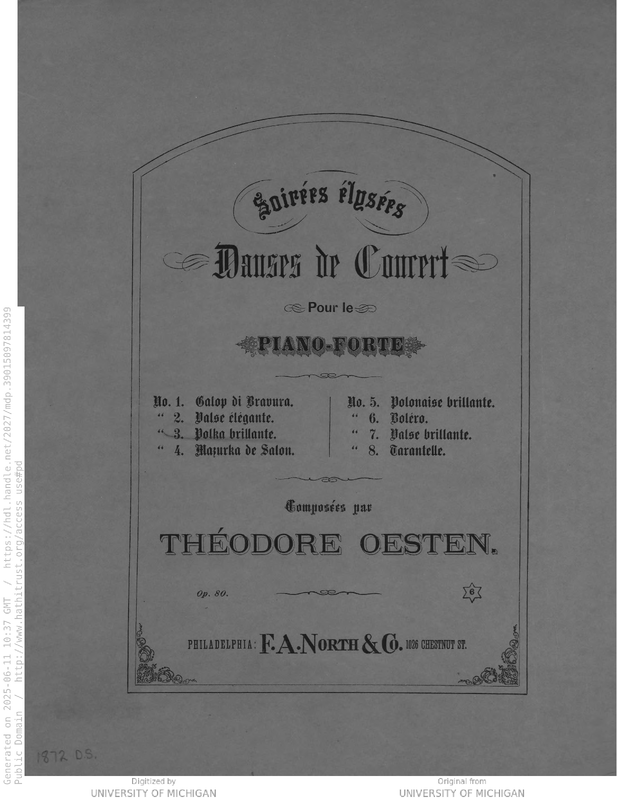 Soirées élysées
Danses de Concert
Pour le
PIANO-FORTE
No. 1. Galop di Bravura.
“ 2. Valse élégante.
“ 3. Polka brillante.
“ 4. Mazurka de Salon.
No. 5. Polonaise brillante.
“ 6. Boléro.
“ 7. Valse brillante.
“ 8. Tarantelle.
Composées par
THÉODORE OESTEN.
Op. 80.
6
PHILADELPHIA: F. A. NORTH & CO. 1026 CHESTNUT ST.
1872 DS.
Generated on 2025-06-11 10:37 GMT / https://hdl.handle.net/2027/mdp.39015097814399
Public Domain / http://www.hathitrust.org/access_use#pd
Digitized by
UNIVERSITY OF MICHIGAN
Original from
UNIVERSITY OF MICHIGAN